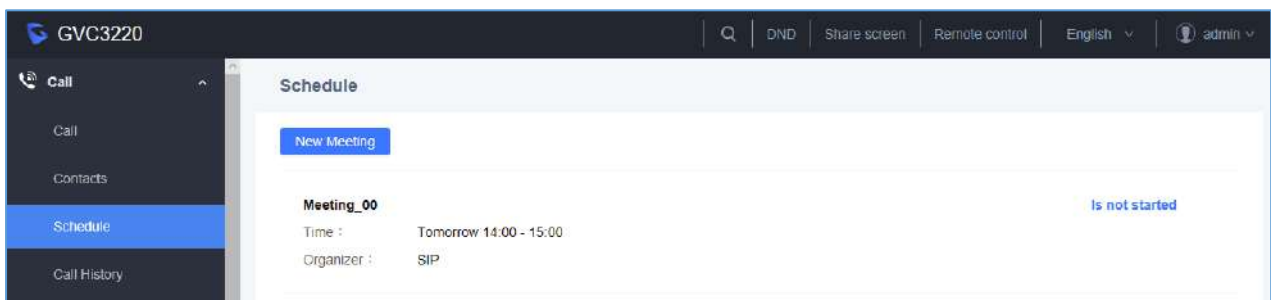 GVC3220 DND Share screen Remote control English admin
Call
Schedule
Call
New Meeting
Contacts
Meeting_00 Is not started
Schedule
Time : Tomorrow 14:00 - 15:00
Organizer : SIP
Call History